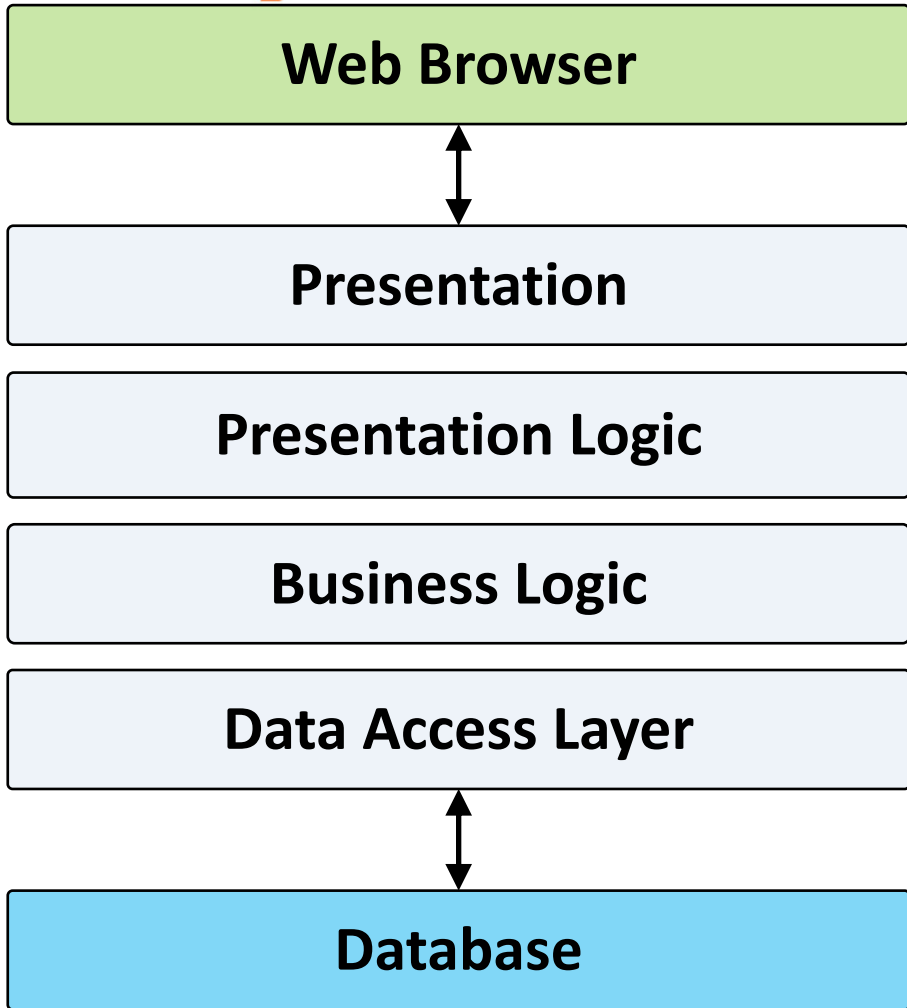 Web Browser
Presentation
Presentation Logic
Business Logic
Data Access Layer
Database